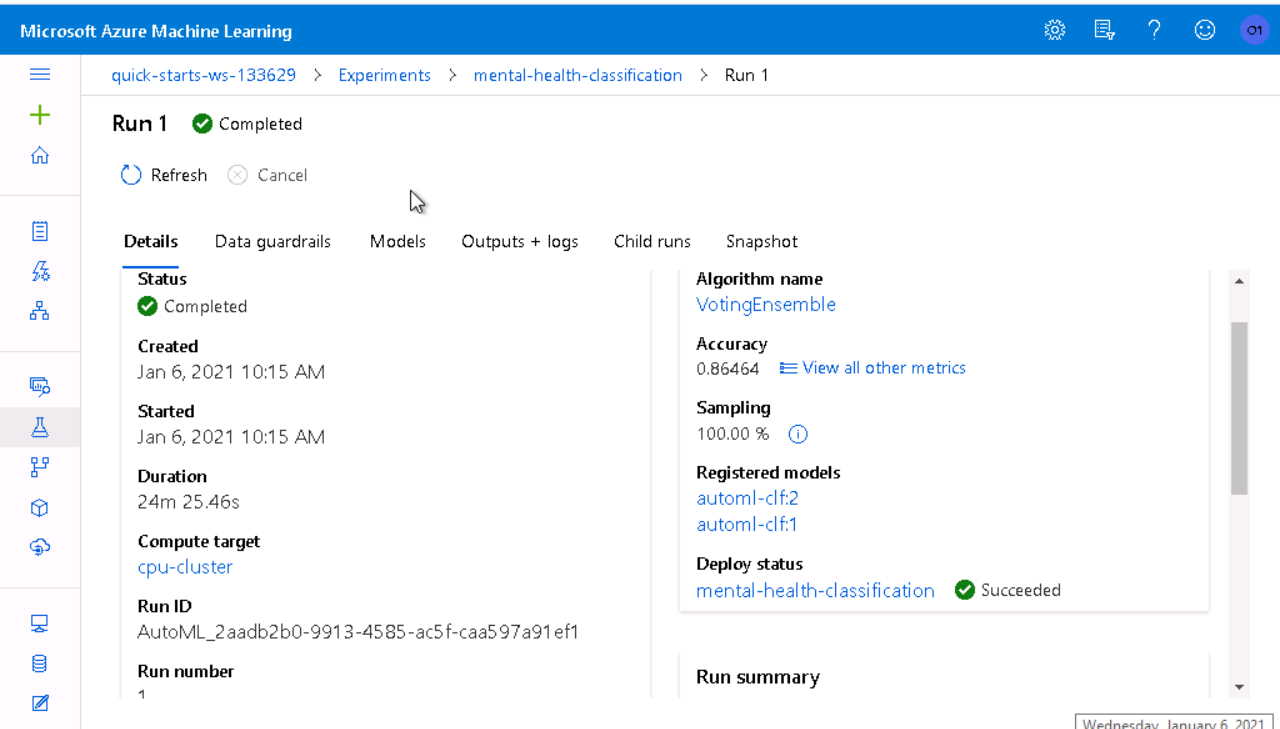 Microsoft Azure Machine Learning
O1
quick-starts-ws-133629 > Experiments > mental-health-classification > Run 1
Run 1 Completed
Refresh Cancel
Details Data guardrails Models Outputs + logs Child runs Snapshot
Status
Completed
Created
Jan 6, 2021 10:15 AM
Started
Jan 6, 2021 10:15 AM
Duration
24m 25.46s
Compute target
cpu-cluster
Run ID
AutoML_2aadb2b0-9913-4585-ac5f-caa597a91ef1
Run number
1
Algorithm name
VotingEnsemble
Accuracy
0.86464 View all other metrics
Sampling
100.00 %
Registered models
automl-clf:2
automl-clf:1
Deploy status
mental-health-classification Succeeded
Run summary
Wednesday, January 6, 2021